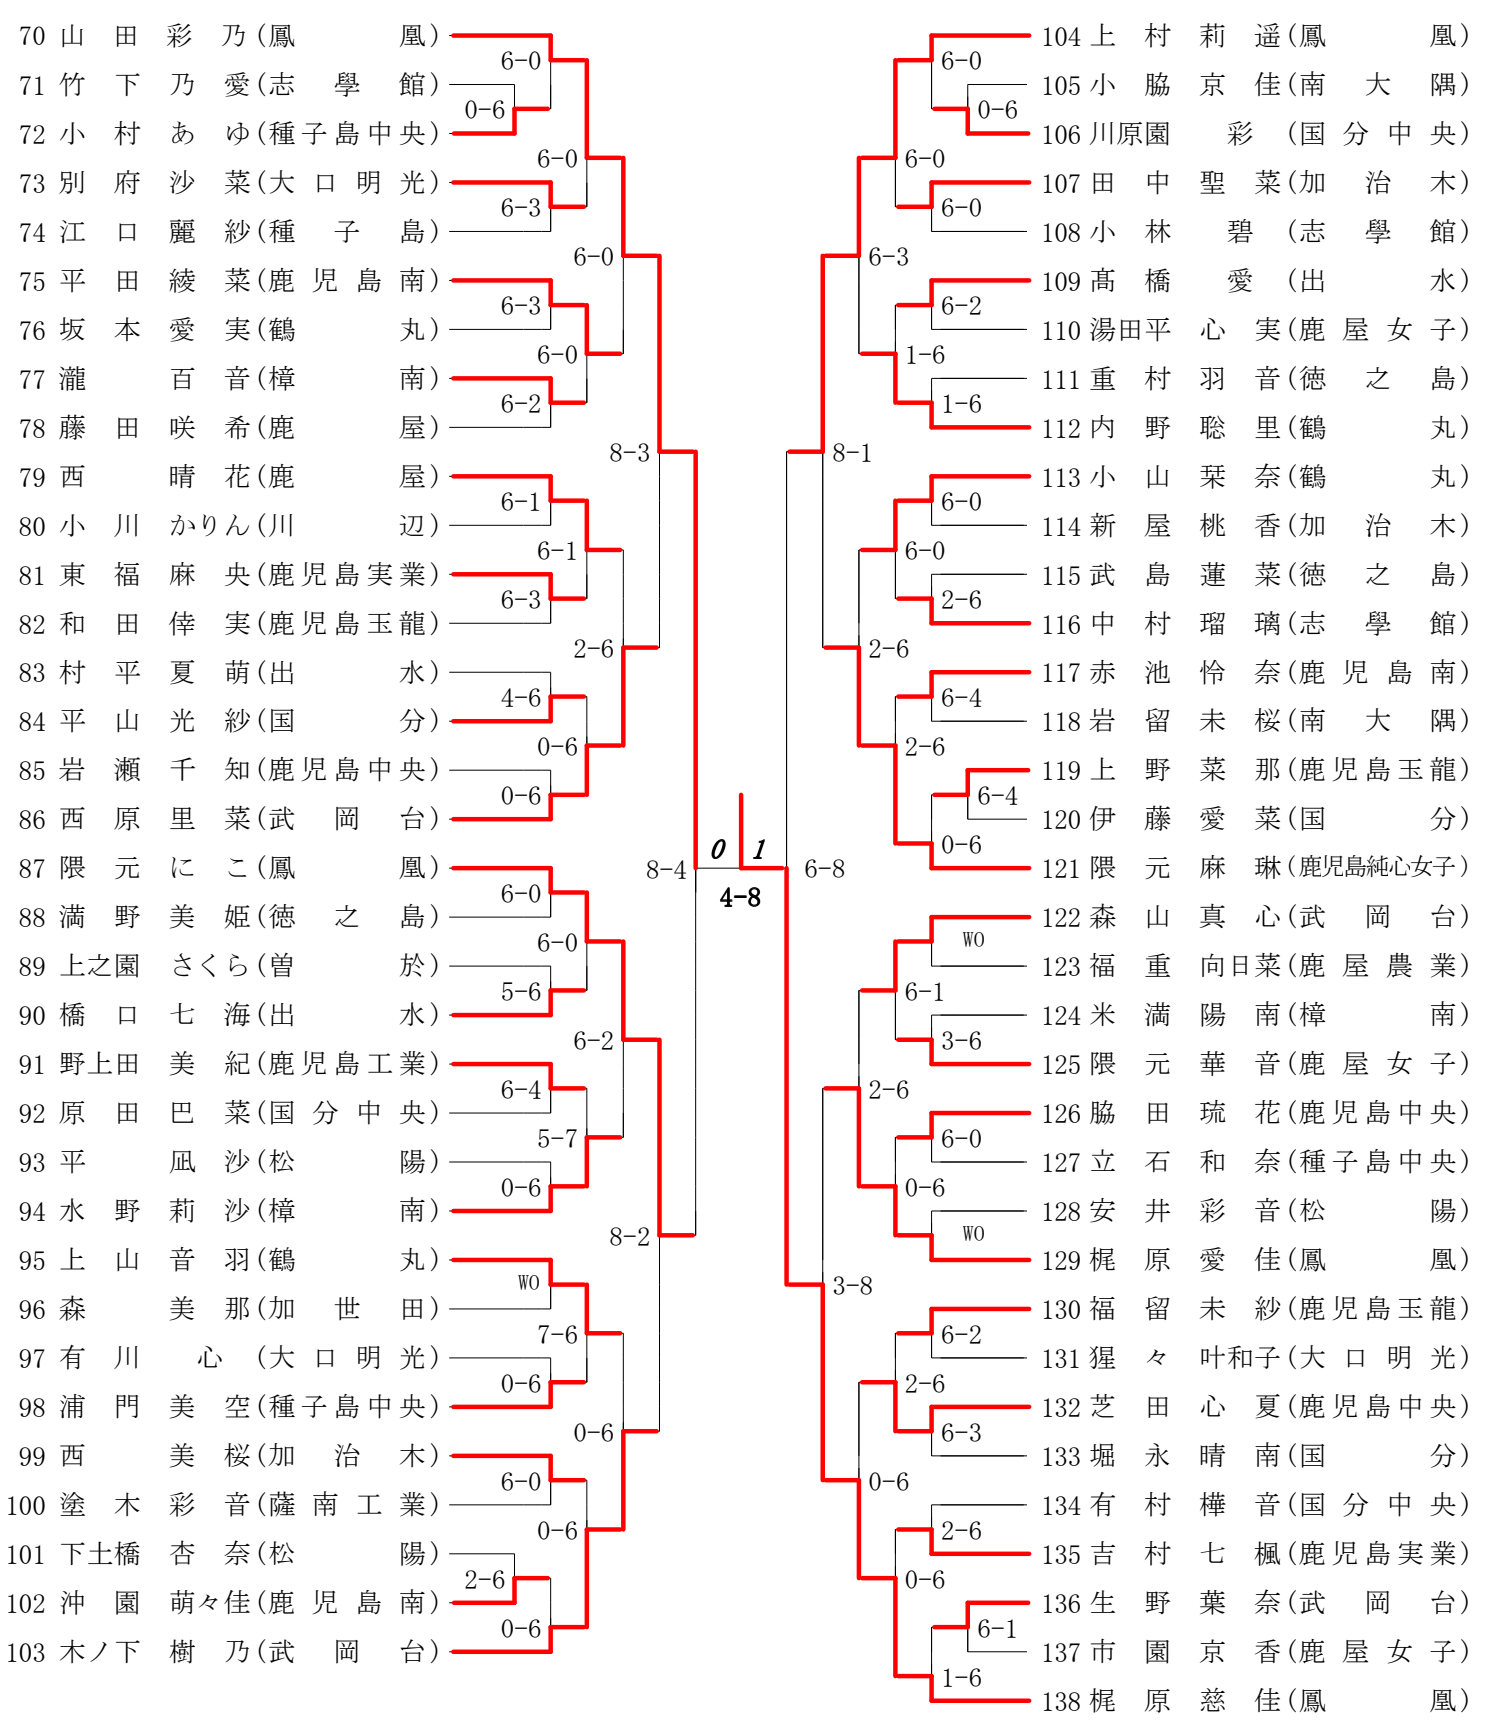 70 山田彩乃(鳳凰)
6-0
71 竹下乃愛(志學館)
0-6
72 小村あゆ(種子島中央)
6-0
73 別府沙菜(大口明光)
6-3
74 江口麗紗(種子島)
6-0
75 平田綾菜(鹿児島南)
6-3
76 坂本愛実(鶴丸)
6-0
77 瀧百音(樟南)
6-2
78 藤田咲希(鹿屋)
8-3
79 西晴花(鹿屋)
6-1
80 小川かりん(川辺)
6-1
81 東福麻央(鹿児島実業)
6-3
82 和田倖実(鹿児島玉龍)
2-6
83 村平夏萌(出水)
4-6
84 平山光紗(国分)
0-6
85 岩瀬千知(鹿児島中央)
0-6
86 西原里菜(武岡台)
8-4
87 隈元にこ(鳳凰)
6-0
88 満野美姫(徳之島)
6-0
89 上之園さくら(曽於)
5-6
90 橋口七海(出水)
6-2
91 野上田美紀(鹿児島工業)
6-4
92 原田巴菜(国分中央)
5-7
93 平凪沙(松陽)
0-6
94 水野莉沙(樟南)
8-2
95 上山音羽(鶴丸)
WO
96 森美那(加世田)
7-6
97 有川心(大口明光)
0-6
98 浦門美空(種子島中央)
0-6
99 西美桜(加治木)
6-0
100 塗木彩音(薩南工業)
0-6
101 下土橋杏奈(松陽)
2-6
102 沖園萌々佳(鹿児島南)
0-6
103 木ノ下樹乃(武岡台)
0 1
4-8
104 上村莉遥(鳳凰)
6-0
105 小脇京佳(南大隅)
0-6
106 川原園彩(国分中央)
6-0
107 田中聖菜(加治木)
6-0
108 小林碧(志學館)
6-3
109 髙橋愛(出水)
6-2
110 湯田平心実(鹿屋女子)
1-6
111 重村羽音(徳之島)
1-6
112 内野聡里(鶴丸)
8-1
113 小山栞奈(鶴丸)
6-0
114 新屋桃香(加治木)
6-0
115 武島蓮菜(徳之島)
2-6
116 中村瑠璃(志學館)
2-6
117 赤池怜奈(鹿児島南)
6-4
118 岩留未桜(南大隅)
2-6
119 上野菜那(鹿児島玉龍)
6-4
120 伊藤愛菜(国分)
0-6
121 隈元麻琳(鹿児島純心女子)
6-8
122 森山真心(武岡台)
WO
123 福重向日菜(鹿屋農業)
6-1
124 米満陽南(樟南)
3-6
125 隈元華音(鹿屋女子)
2-6
126 脇田琉花(鹿児島中央)
6-0
127 立石和奈(種子島中央)
0-6
128 安井彩音(松陽)
WO
129 梶原愛佳(鳳凰)
3-8
130 福留未紗(鹿児島玉龍)
6-2
131 猩々叶和子(大口明光)
2-6
132 芝田心夏(鹿児島中央)
6-3
133 堀永晴南(国分)
0-6
134 有村樺音(国分中央)
2-6
135 吉村七楓(鹿児島実業)
0-6
136 生野葉奈(武岡台)
6-1
137 市園京香(鹿屋女子)
1-6
138 梶原慈佳(鳳凰)